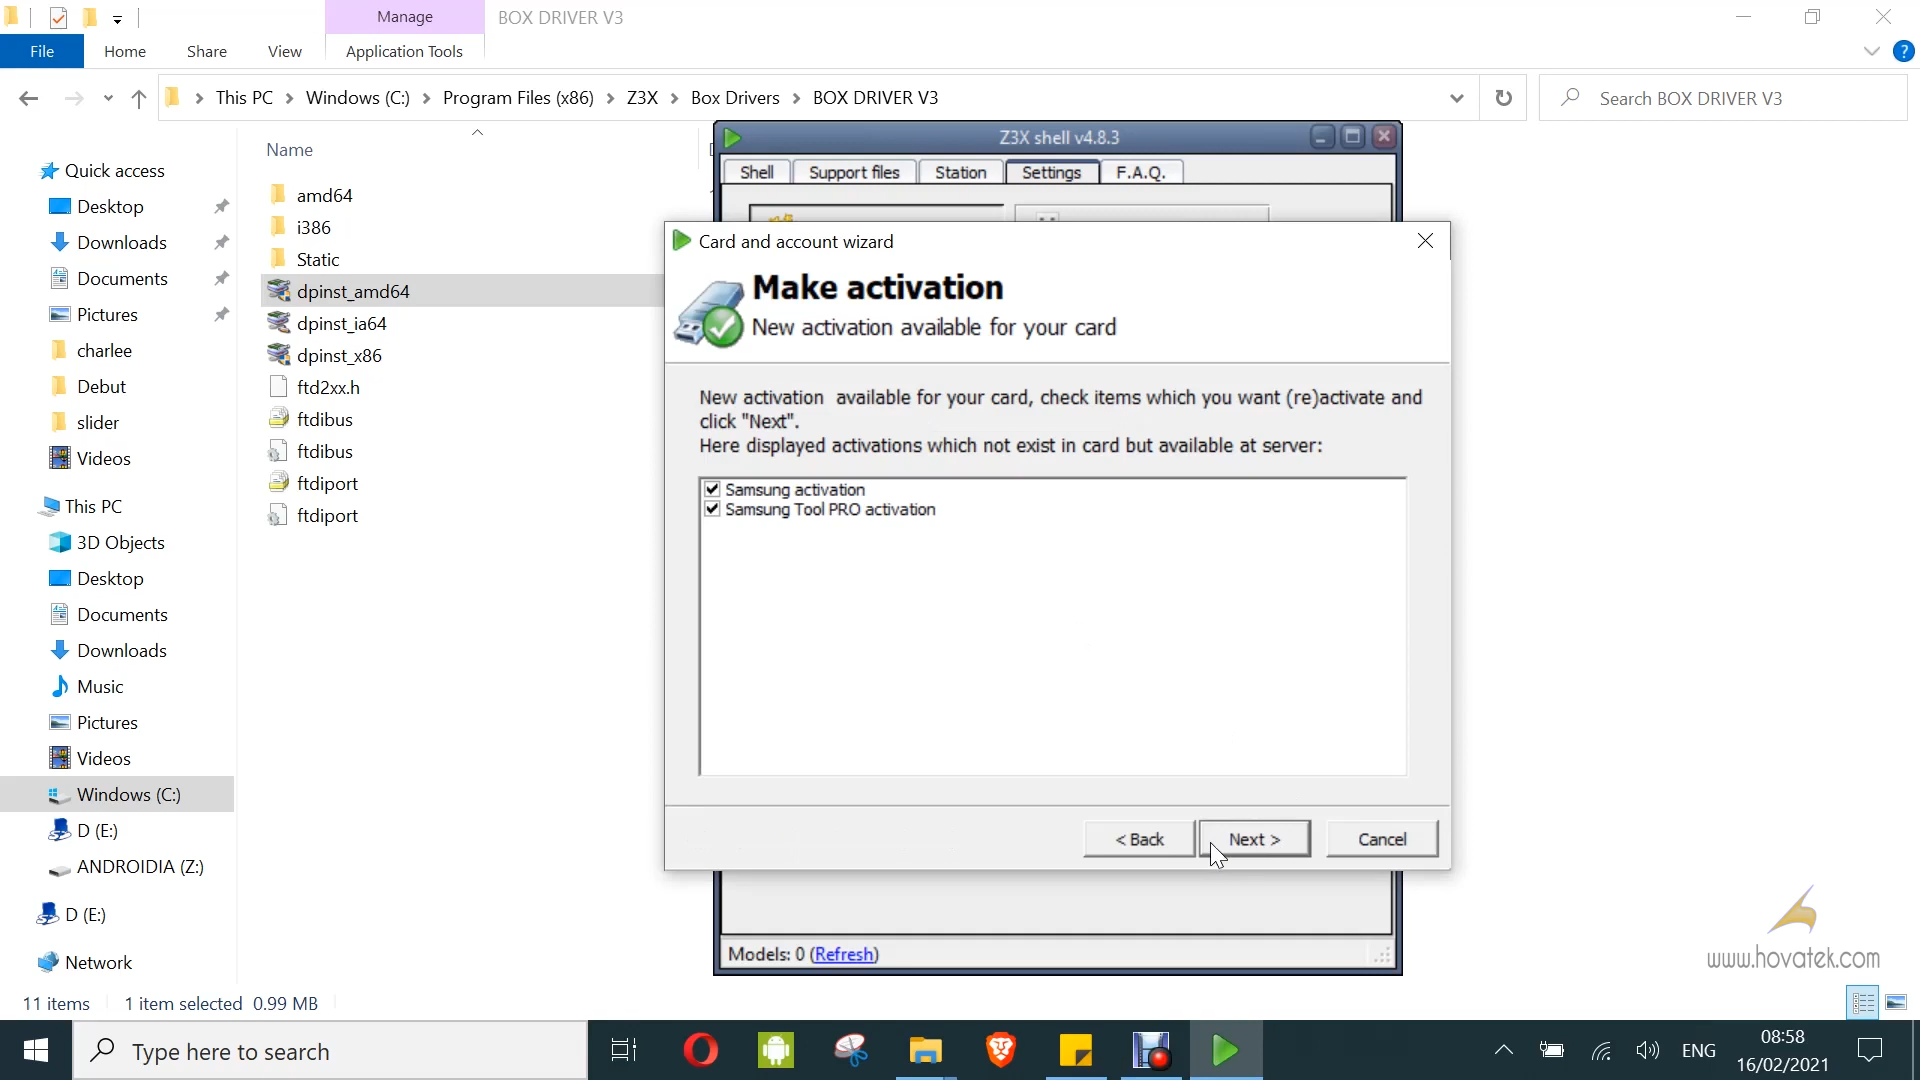 Manage
BOX DRIVER V3
File
Home
Share
View
Application Tools
?
This PC
Windows (C:)
Program Files (x86)
Z3X
Box Drivers
BOX DRIVER V3
Search BOX DRIVER V3
Quick access
Desktop
Downloads
Documents
Pictures
charlee
Debut
slider
Videos
This PC
3D Objects
Desktop
Documents
Downloads
Music
Pictures
Videos
Windows (C:)
D (E:)
ANDROIDIA (Z:)
D (E:)
Network
Name
amd64
i386
Static
dpinst_amd64
dpinst_ia64
dpinst_x86
ftd2xx.h
ftdibus
ftdibus
ftdiport
ftdiport
Z3X shell v4.8.3
Shell
Support files
Station
Settings
F.A.Q.
Card and account wizard
Make activation
New activation available for your card
New activation available for your card, check items which you want (re)activate and
click "Next".
Here displayed activations which not exist in card but available at server:
Samsung activation
Samsung Tool PRO activation
< Back
Next >
Cancel
Models: 0 (Refresh)
www.hovatek.com
11 items
1 item selected 0.99 MB
Type here to search
ENG
08:58
16/02/2021